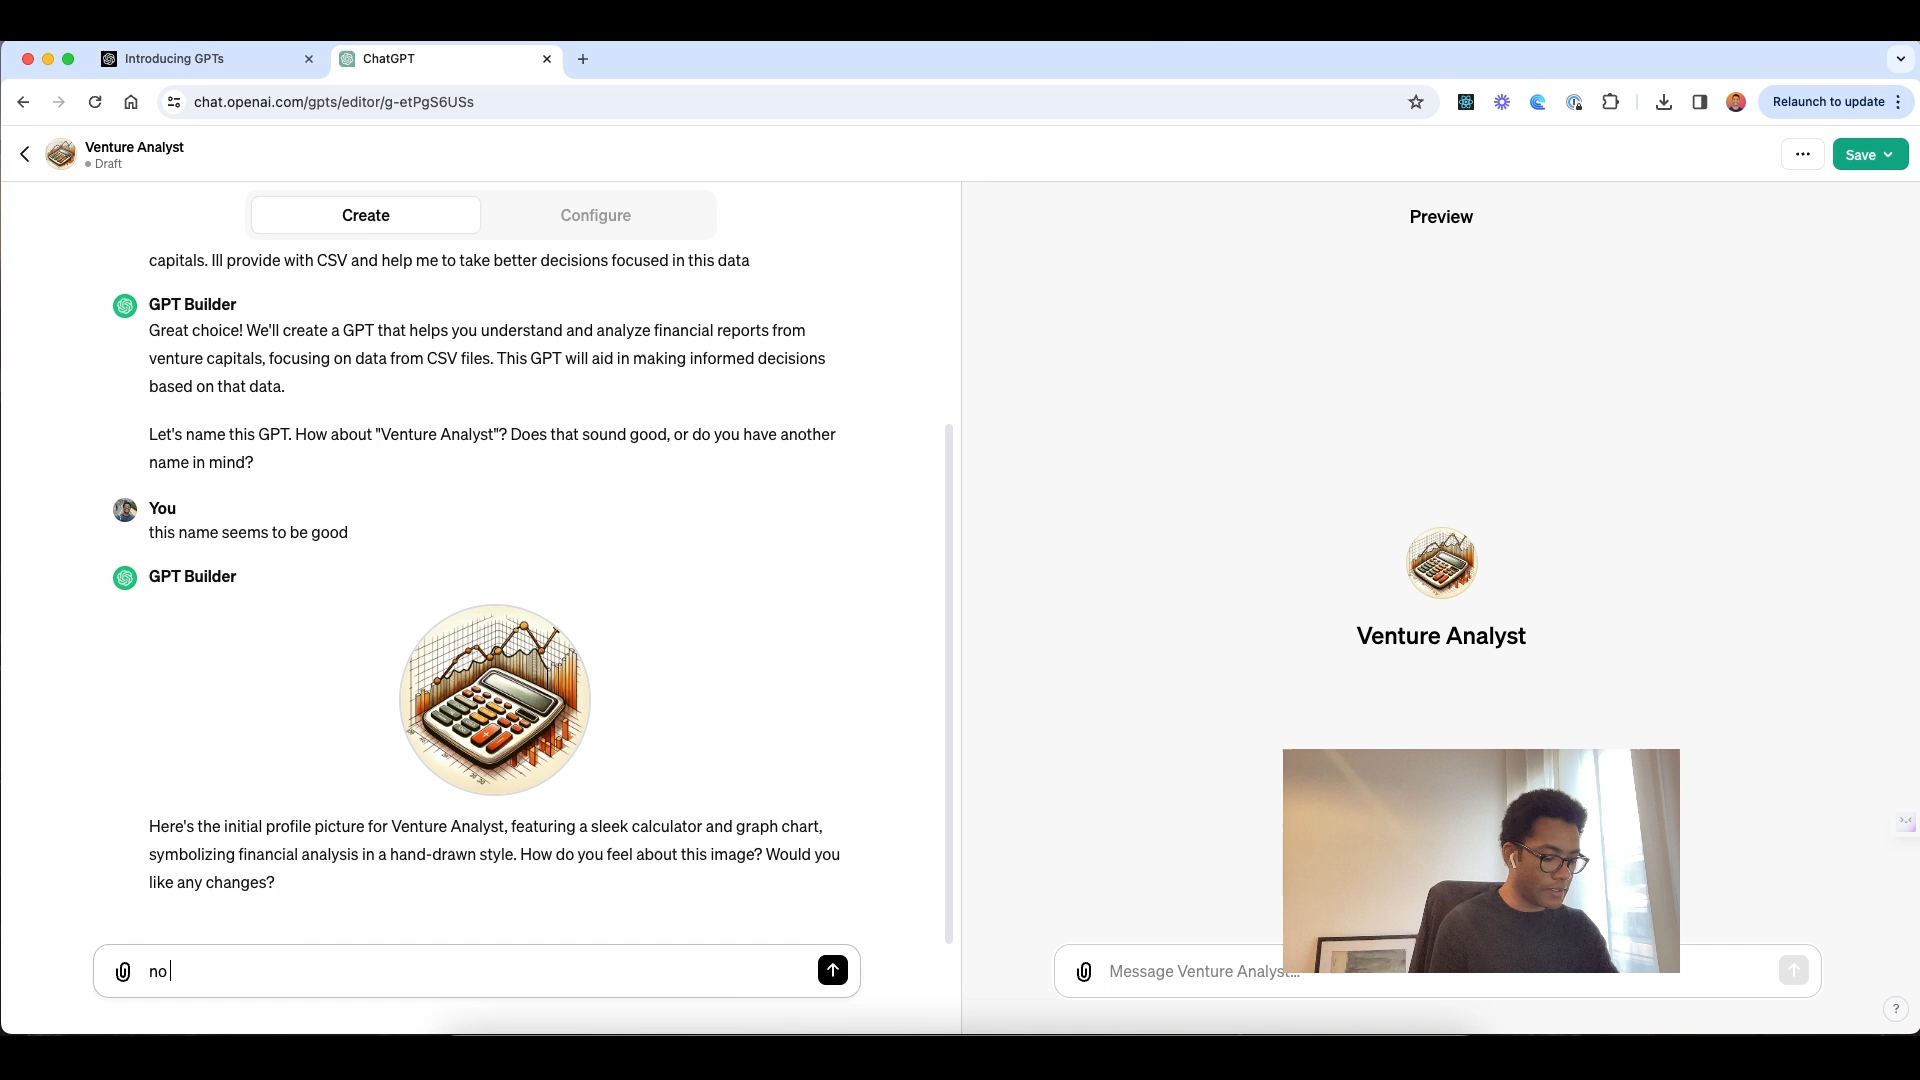 Introducing GPTs
ChatGPT
chat.openai.com/gpts/editor/g-etPgS6USs
Relaunch to update
Venture Analyst
Draft
Save
Create
Configure
Preview
capitals. Ill provide with CSV and help me to take better decisions focused in this data
GPT Builder
Great choice! We'll create a GPT that helps you understand and analyze financial reports from
venture capitals, focusing on data from CSV files. This GPT will aid in making informed decisions
based on that data.
Let's name this GPT. How about "Venture Analyst"? Does that sound good, or do you have another
name in mind?
You
this name seems to be good
GPT Builder
Here's the initial profile picture for Venture Analyst, featuring a sleek calculator and graph chart,
symbolizing financial analysis in a hand-drawn style. How do you feel about this image? Would you
like any changes?
no
Venture Analyst
Message Venture Analyst...
?